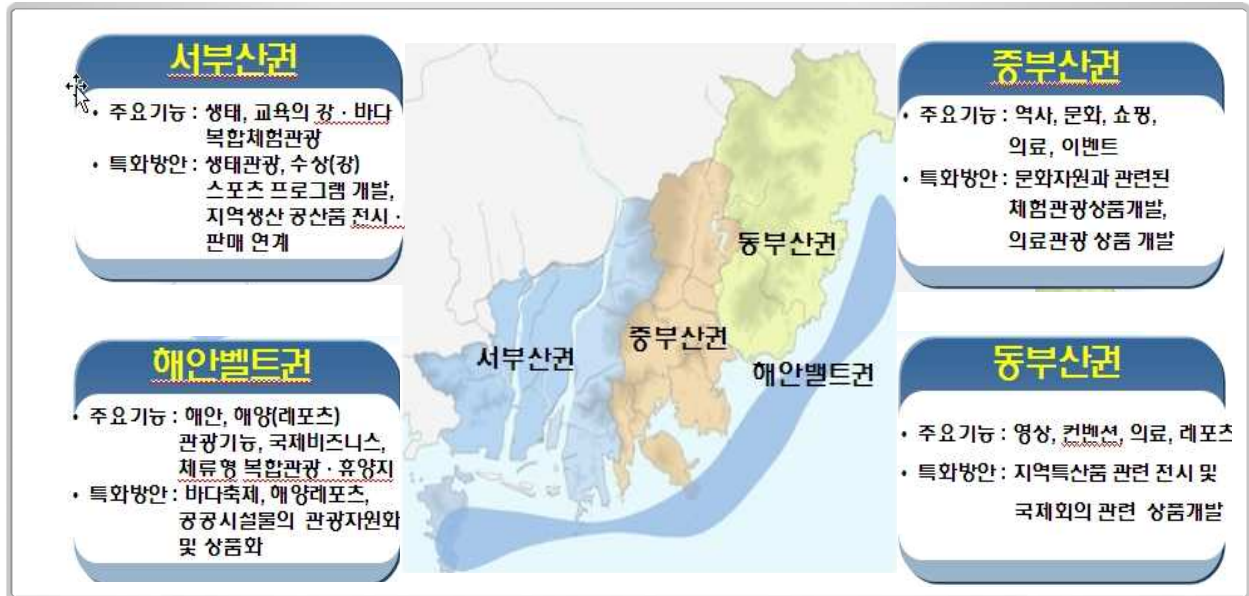 서부산권
• 주요기능 : 생태, 교육의 강 · 바다
복합체험관광
• 특화방안 : 생태관광, 수상(강)
스포츠 프로그램 개발,
지역생산 공산품 전시 ·
판매 연계
중부산권
• 주요기능 : 역사, 문화, 쇼핑,
의료, 이벤트
• 특화방안 : 문화자원과 관련된
체험관광상품개발,
의료관광 상품 개발
동부산권
중부산권
서부산권
해안밸트권
해안벨트권
• 주요기능 : 해안, 해양(레포츠)
관광기능, 국제비즈니스,
체류형 복합관광 · 휴양지
• 특화방안 : 바다축제, 해양레포츠,
공공시설물의 관광자원화
및 상품화
동부산권
• 주요기능 : 영상, 컨벤션, 의료, 레포츠
• 특화방안 : 지역특산품 관련 전시 및
국제회의 관련 상품개발